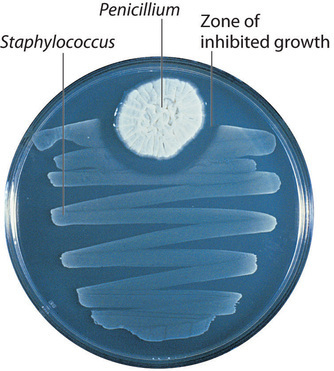 Penicillium
Zone of
inhibited growth
Staphylococcus